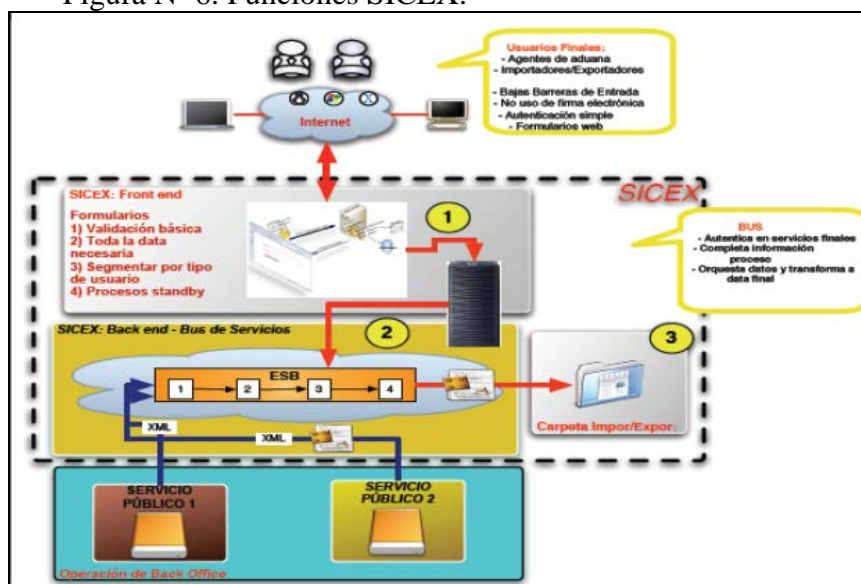 Figura N° 8. Funciones SICEX.
Usuarios Finales:
- Agentes de aduana
- Importadores/Exportadores
- Bajas Barreras de Entrada
- No uso de firma electrónica
- Autenticación simple
- Formularios web
Internet
SICEX
SICEX: Front end
Formularios
1) Validación básica
2) Toda la data
necesaria
3) Segmentar por tipo
de usuario
4) Procesos standby
1
BUS
- Autentica en servicios finales
- Completa información
proceso
- Orquesta datos y transforma a
data final
SICEX: Back end - Bus de Servicios
2
ESB
1
2
3
4
3
Carpeta Impor/Expor.
XML
XML
SERVICIO
PÚBLICO 1
SERVICIO
PÚBLICO 2
Operación de Back Office